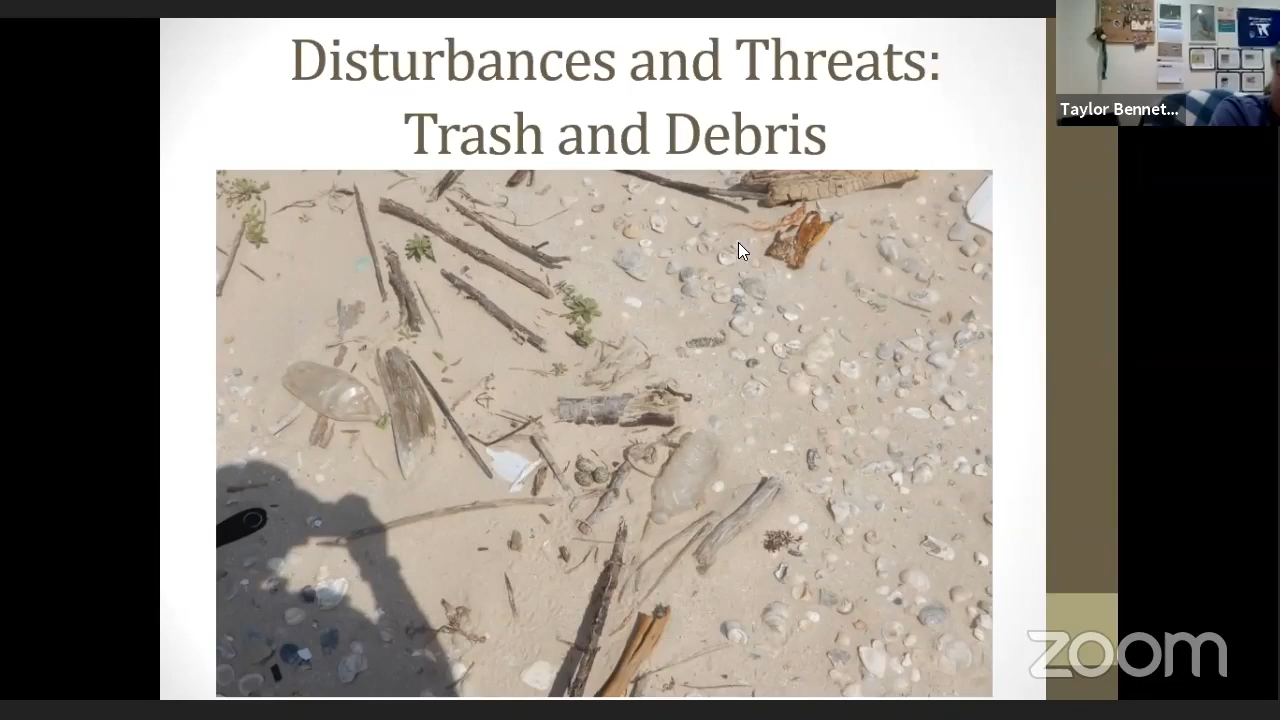 Disturbances and Threats:
Trash and Debris
Taylor Bennet...
zoom